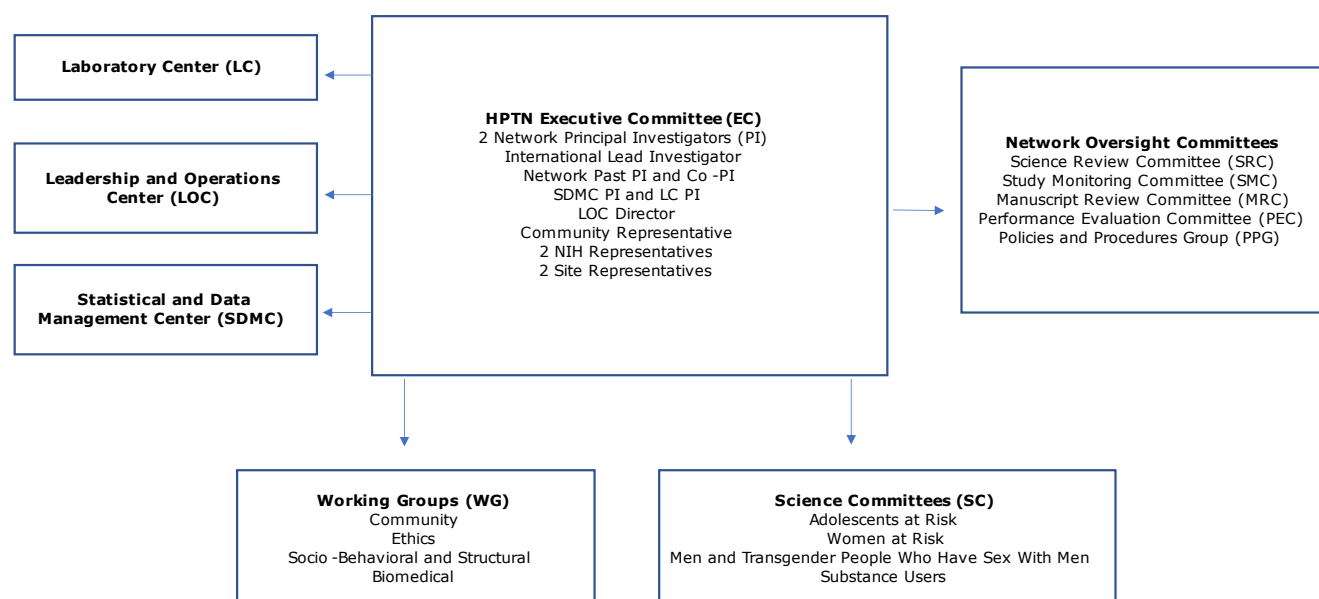 Laboratory Center (LC)
Leadership and Operations
Center (LOC)
Statistical and Data
Management Center (SDMC)
HPTN Executive Committee (EC)
2 Network Principal Investigators (PI)
International Lead Investigator
Network Past PI and Co -PI
SDMC PI and LC PI
LOC Director
Community Representative
2 NIH Representatives
2 Site Representatives
Network Oversight Committees
Science Review Committee (SRC)
Study Monitoring Committee (SMC)
Manuscript Review Committee (MRC)
Performance Evaluation Committee (PEC)
Policies and Procedures Group (PPG)
Working Groups (WG)
Community
Ethics
Socio -Behavioral and Structural
Biomedical
Science Committees (SC)
Adolescents at Risk
Women at Risk
Men and Transgender People Who Have Sex With Men
Substance Users